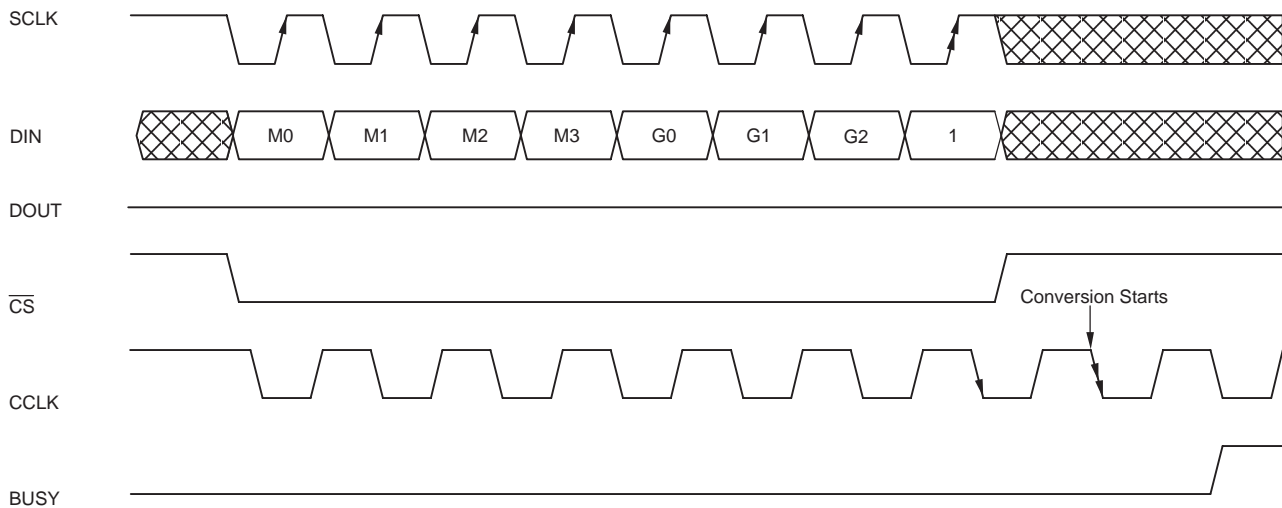 SCLK
DIN
M0 M1 M2 M3 G0 G1 G2 1
DOUT
CS
Conversion Starts
CCLK
BUSY